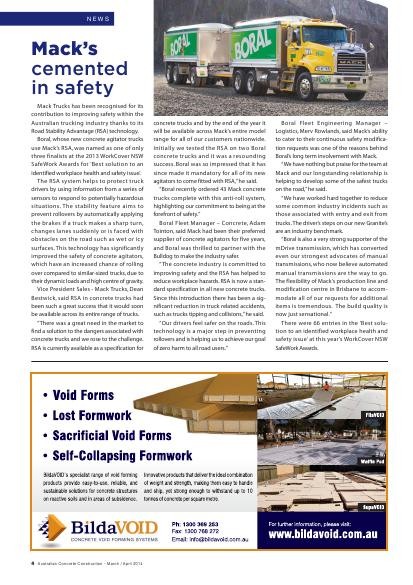 NEWS
Mack's
cemented
in safety
Mack Trucks has been recognised for its
contribution to improving safety within the
Australian trucking industry thanks to its
Road Stability Advantage (RSA) technology.
Boral, whose new concrete agitator trucks
use Mack's RSA, was named as one of only
three finalists at the 2013 WorkCover NSW
SafeWork Awards for 'Best solution to an
identified workplace health and safety issue'.
The RSA system helps to protect truck
drivers by using information from a series of
sensors to respond to potentially hazardous
situations. The stability feature aims to
prevent rollovers by automatically applying
the brakes if a truck makes a sharp turn,
changes lanes suddenly or is faced with
obstacles on the road such as wet or icy
surfaces. This technology has significantly
improved the safety of concrete agitators,
which have an increased chance of rolling
over compared to similar-sized trucks, due to
their dynamic loads and high centre of gravity.
Vice President Sales - Mack Trucks, Dean
Bestwick, said RSA in concrete trucks had
been such a great success that it would soon
be available across its entire range of trucks.
"There was a great need in the market to
find a solution to the dangers associated with
concrete trucks and we rose to the challenge.
RSA is currently available as a specification for
concrete trucks and by the end of the year it
will be available across Mack's entire model
range for all of our customers nationwide.
Initially we tested the RSA on two Boral
concrete trucks and it was a resounding
success. Boral was so impressed that it has
since made it mandatory for all of its new
agitators to come fitted with RSA," he said.
"Boral recently ordered 43 Mack concrete
trucks complete with this anti-roll system,
highlighting our commitment to being at the
forefront of safety."
Boral Fleet Manager – Concrete, Adam
Tointon, said Mack had been their preferred
supplier of concrete agitators for five years,
and Boral was thrilled to partner with the
Bulldog to make the industry safer.
"The concrete industry is committed to
improving safety and the RSA has helped to
reduce workplace hazards. RSA is now a stan-
dard specification in all new concrete trucks.
Since this introduction there has been a sig-
nificant reduction in truck related accidents,
such as trucks tipping and collisions," he said.
"Our drivers feel safer on the roads. This
technology is a major step in preventing
rollovers and is helping us to achieve our goal
of zero harm to all road users."
Boral Fleet Engineering Manager –
Logistics, Merv Rowlands, said Mack's ability
to cater to their continuous safety modifica-
tion requests was one of the reasons behind
Boral's long term involvement with Mack.
"We have nothing but praise for the team at
Mack and our longstanding relationship is
helping to develop some of the safest trucks
on the road," he said.
"We have worked hard together to reduce
some common industry incidents such as
those associated with entry and exit from
trucks. The driver's steps on our new Granite's
are an industry benchmark.
"Boral is also a very strong supporter of the
mDrive transmission, which has converted
even our strongest advocates of manual
transmissions, who now believe automated
manual transmissions are the way to go.
The flexibility of Mack's production line and
modification centre in Brisbane to accom-
modate all of our requests for additional
items is tremendous. The build quality is
now just sensational."
There were 66 entries in the 'Best solu-
tion to an identified workplace health and
safety issue' at this year's WorkCover NSW
SafeWork Awards.
BORAL
BORAL
• Void Forms
• Lost Formwork
• Sacrificial Void Forms
• Self-Collapsing Formwork
BildaVOID's specialist range of void forming
products provide easy-to-use, reliable, and
sustainable solutions for concrete structures
on reactive soils and in areas of subsidence.
Innovative products that deliver the ideal combination
of weight and strength, making them easy to handle
and ship, yet strong enough to withstand up to 10
tonnes of concrete per square metre.
Waffle Pod
BildaVOID
CONCRETE VOID FORMING SYSTEMS
Ph: 1300 369 253
Fax: 1300 768 272
Email: info@bildavoid.com.au
For further information, please visit:
www.bildavoid.com.au
4 Australian Concrete Construction - March / April 2014